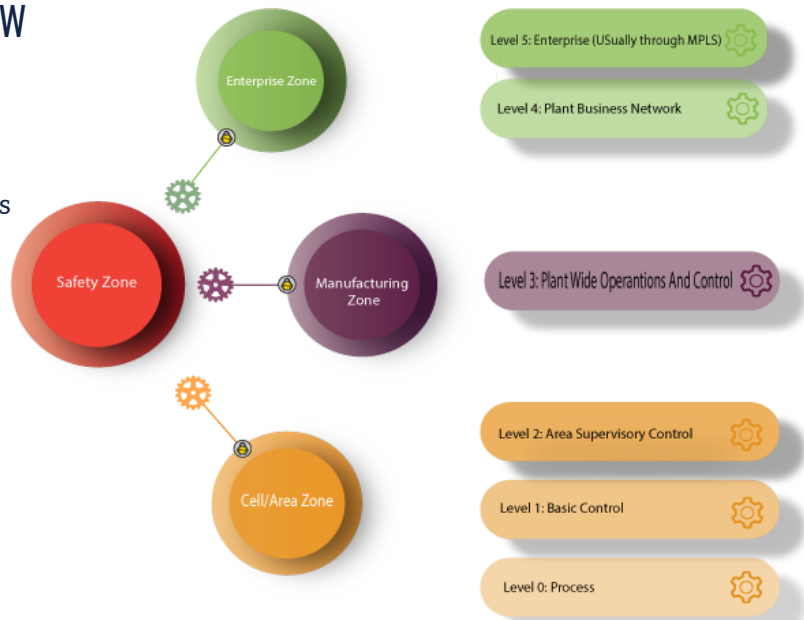 W
s
Enterprise Zone
Safety Zone
Manufacturing
Zone
Cell/Area Zone
Level 5: Enterprise (USually through MPLS)
Level 4: Plant Business Network
Level 3: Plant Wide Operantions And Control
Level 2: Area Supervisory Control
Level 1: Basic Control
Level 0: Process